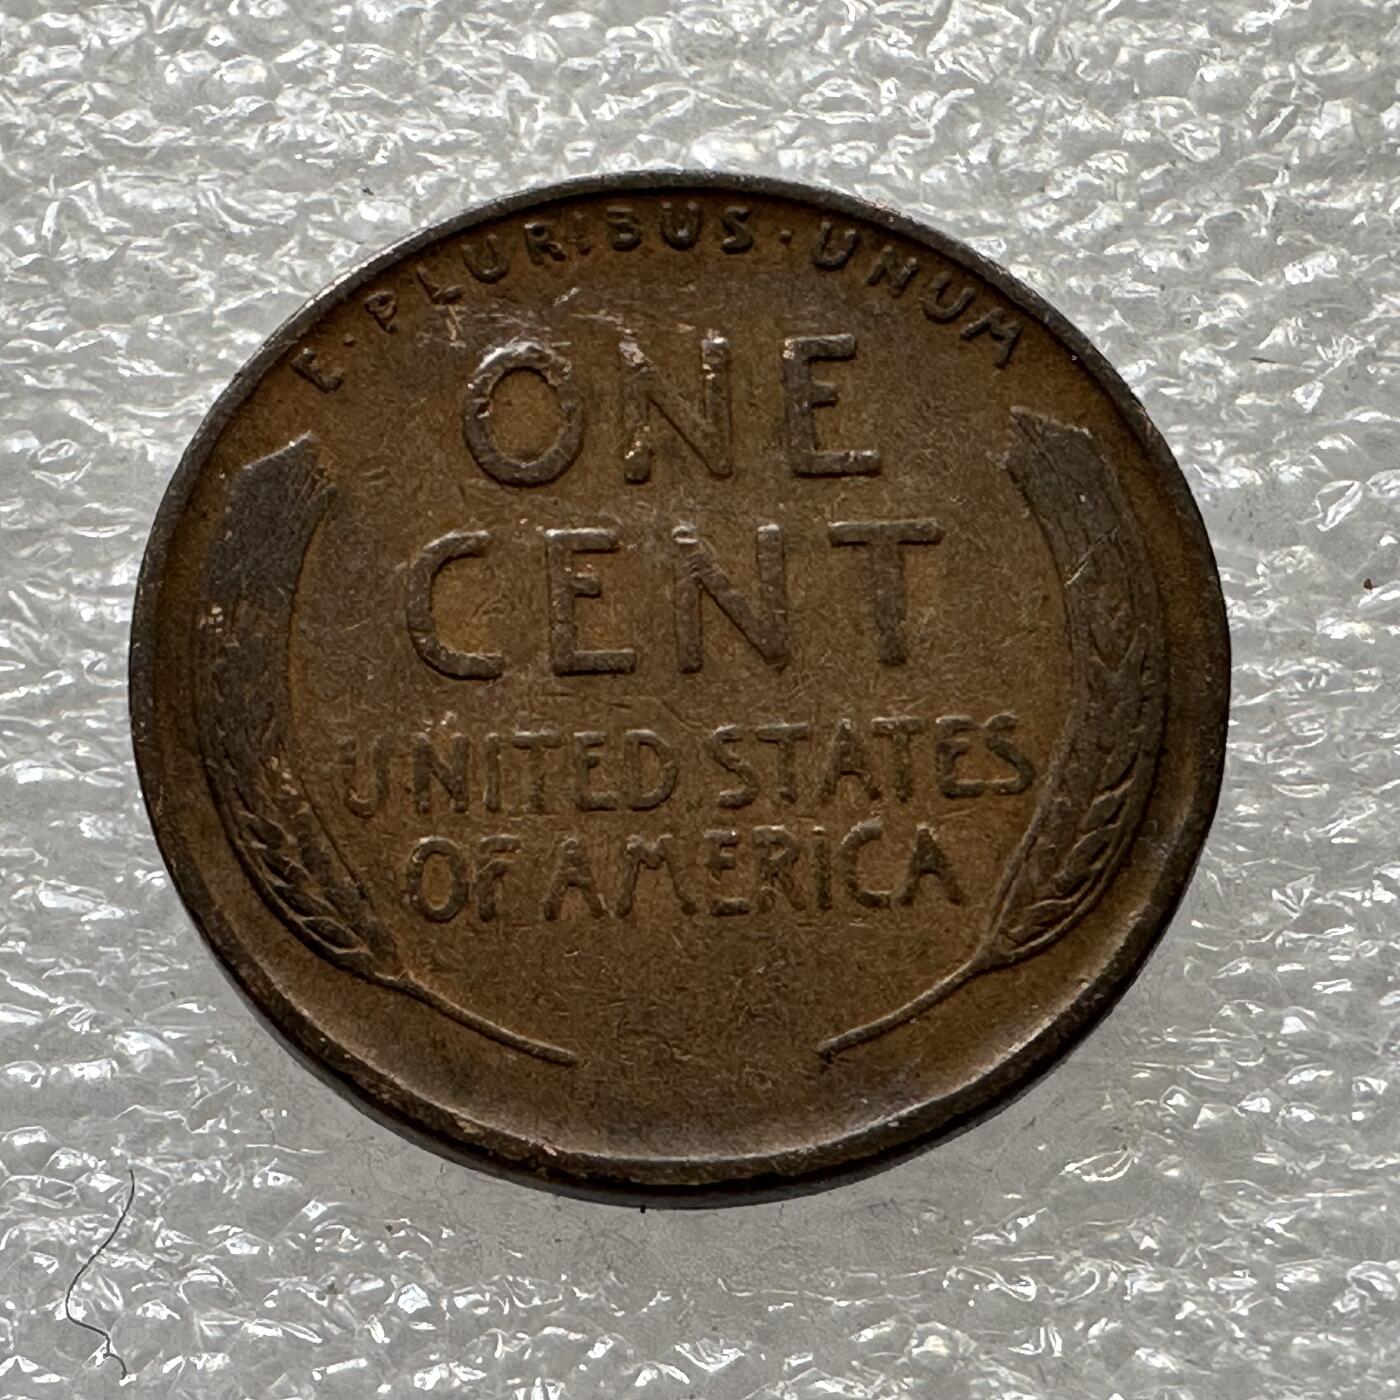 E·PLURIBUS·UNUM
ONE
CENT
UNITED STATES
OF AMERICA